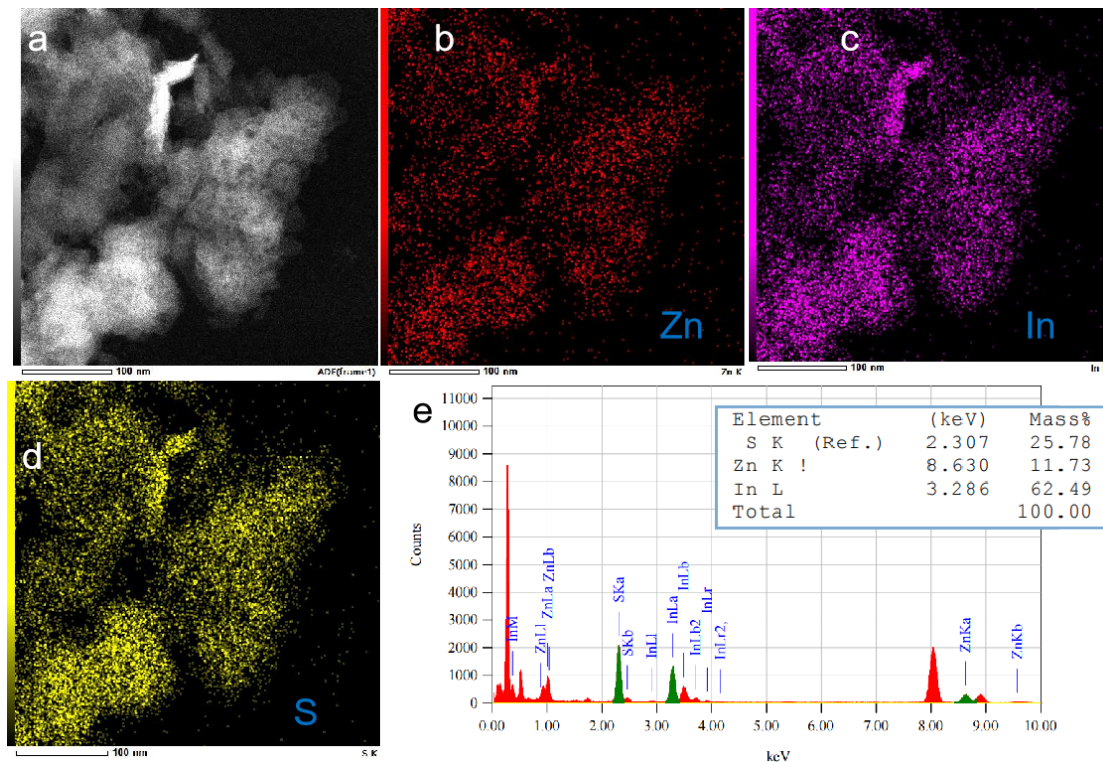 a
100 nm
ADF(frame1)
b
Zn
100 nm
Zn K
c
In
100 nm
In
d
S
100 nm
S K
e
Element (keV) Mass%
S K (Ref.) 2.307 25.78
Zn K ! 8.630 11.73
In L 3.286 62.49
Total 100.00
Counts
11000
10000
9000
8000
7000
6000
5000
4000
3000
2000
1000
0
InM
ZnLl
ZnLa
ZnLb
SKa
SKb
InLl
InLa
InLb
InLb2
InLr
InLr2,
ZnKa
ZnKb
0.00 1.00 2.00 3.00 4.00 5.00 6.00 7.00 8.00 9.00 10.00
keV